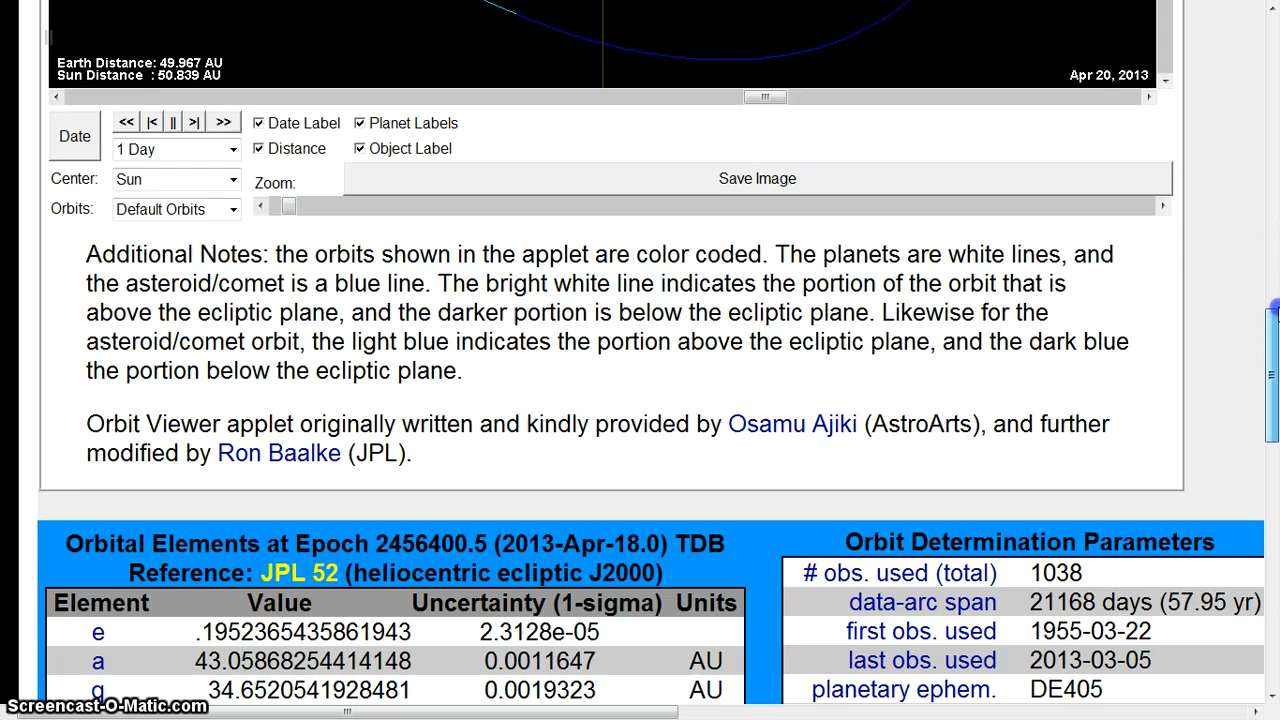 Earth Distance: 49.967 AU
Sun Distance : 50.839 AU
Apr 20, 2013
Date
<< |< || >| >>
Date Label
Planet Labels
1 Day
Distance
Object Label
Center: Sun
Zoom:
Save Image
Orbits: Default Orbits
Additional Notes: the orbits shown in the applet are color coded. The planets are white lines, and
the asteroid/comet is a blue line. The bright white line indicates the portion of the orbit that is
above the ecliptic plane, and the darker portion is below the ecliptic plane. Likewise for the
asteroid/comet orbit, the light blue indicates the portion above the ecliptic plane, and the dark blue
the portion below the ecliptic plane.
Orbit Viewer applet originally written and kindly provided by Osamu Ajiki (AstroArts), and further
modified by Ron Baalke (JPL).
Orbital Elements at Epoch 2456400.5 (2013-Apr-18.0) TDB
Reference: JPL 52 (heliocentric ecliptic J2000)
Element Value Uncertainty (1-sigma) Units
e .1952365435861943 2.3128e-05
a 43.05868254414148 0.0011647 AU
q 34.6520541928481 0.0019323 AU
Orbit Determination Parameters
# obs. used (total) 1038
data-arc span 21168 days (57.95 yr)
first obs. used 1955-03-22
last obs. used 2013-03-05
planetary ephem. DE405
Screencast-O-Matic.com